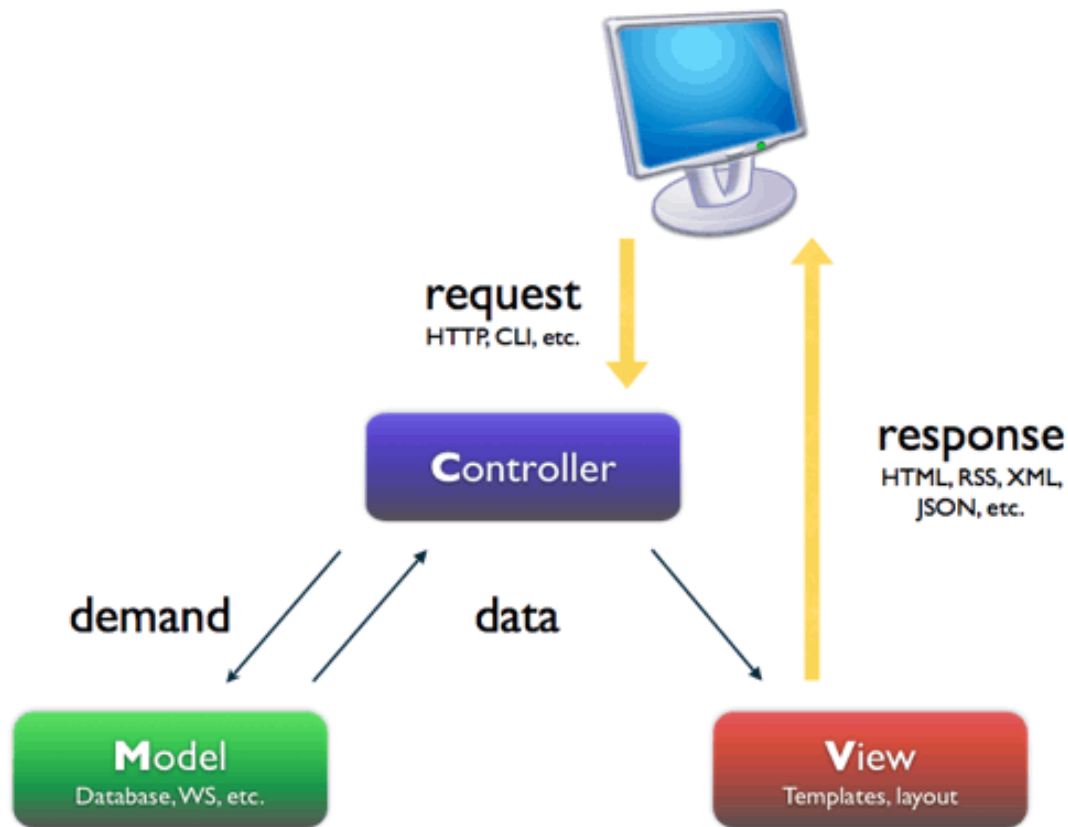 request
HTTP, CLI, etc.
Controller
response
HTML, RSS, XML,
JSON, etc.
demand
data
Model
Database, WS, etc.
View
Templates, layout